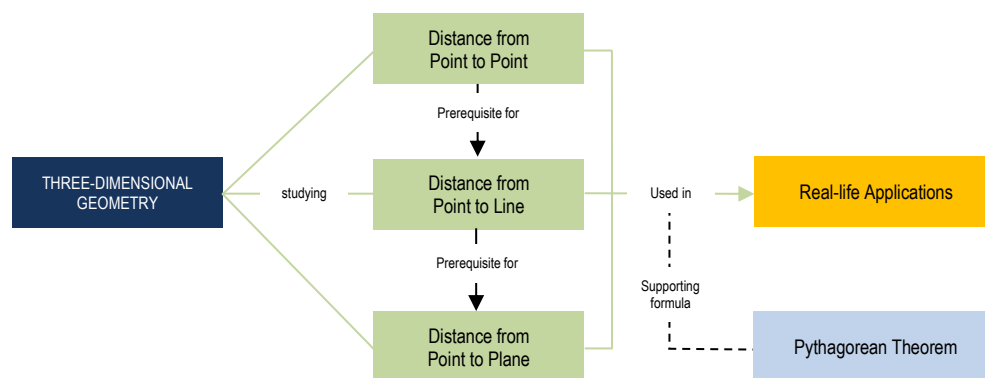 Distance from
Point to Point
Prerequisite for
THREE-DIMENSIONAL
GEOMETRY
studying
Distance from
Point to Line
Used in
Real-life Applications
Prerequisite for
Supporting
formula
Distance from
Point to Plane
Pythagorean Theorem